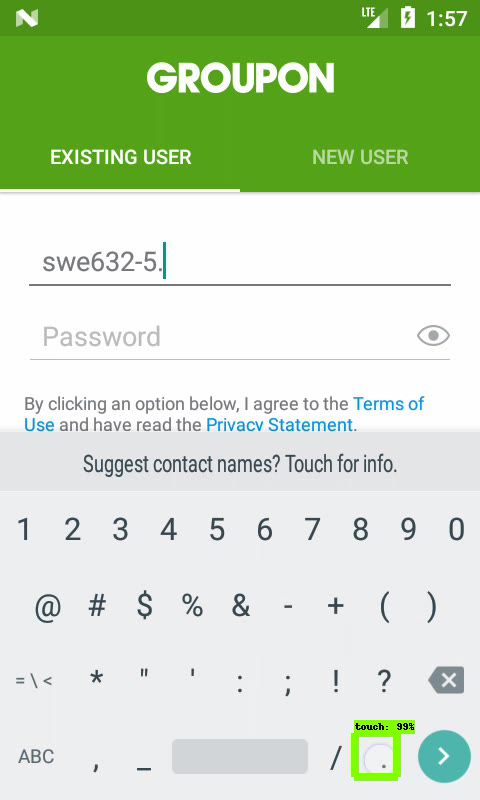 LTE 1:57
GROUPON
EXISTING USER NEW USER
swe632-5.
Password
By clicking an option below, I agree to the Terms of
Use and have read the Privacy Statement.
Suggest contact names? Touch for info.
1 2 3 4 5 6 7 8 9 0
@ # $ % & - + ( )
= \ < * " ' : ; ! ?
touch: 99%
ABC , _ / .